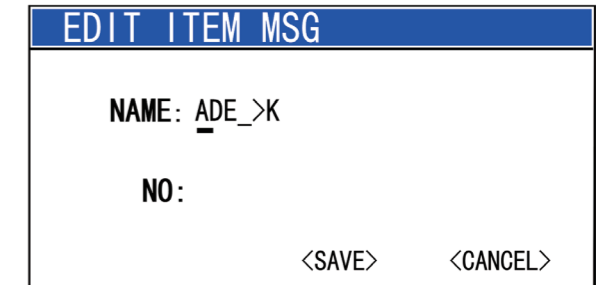 EDIT ITEM MSG
NAME: ADE_>K
NO:
<SAVE> <CANCEL>